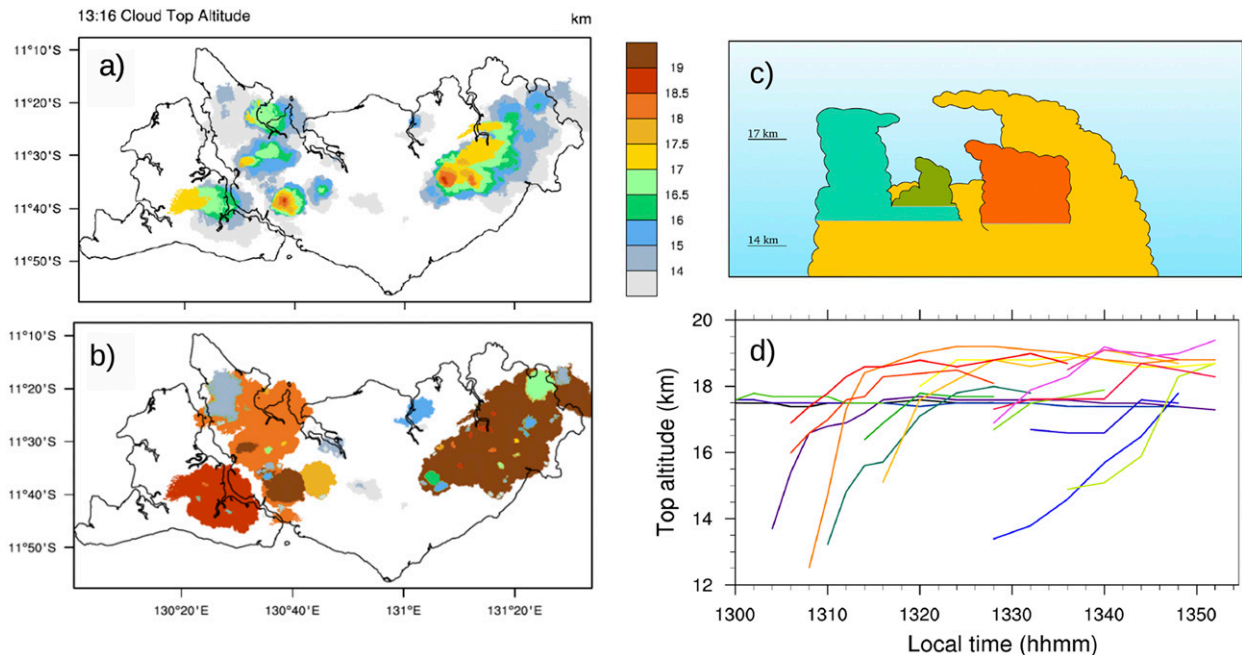 13:16 Cloud Top Altitude km
a)
11°10'S
11°20'S
11°30'S
11°40'S
11°50'S
19
18.5
18
17.5
17
16.5
16
15
14
c)
17 km
14 km
b)
11°10'S
11°20'S
11°30'S
11°40'S
11°50'S
130°20'E 130°40'E 131°E 131°20'E
d)
Top altitude (km)
20
18
16
14
12
1300 1310 1320 1330 1340 1350
Local time (hhmm)